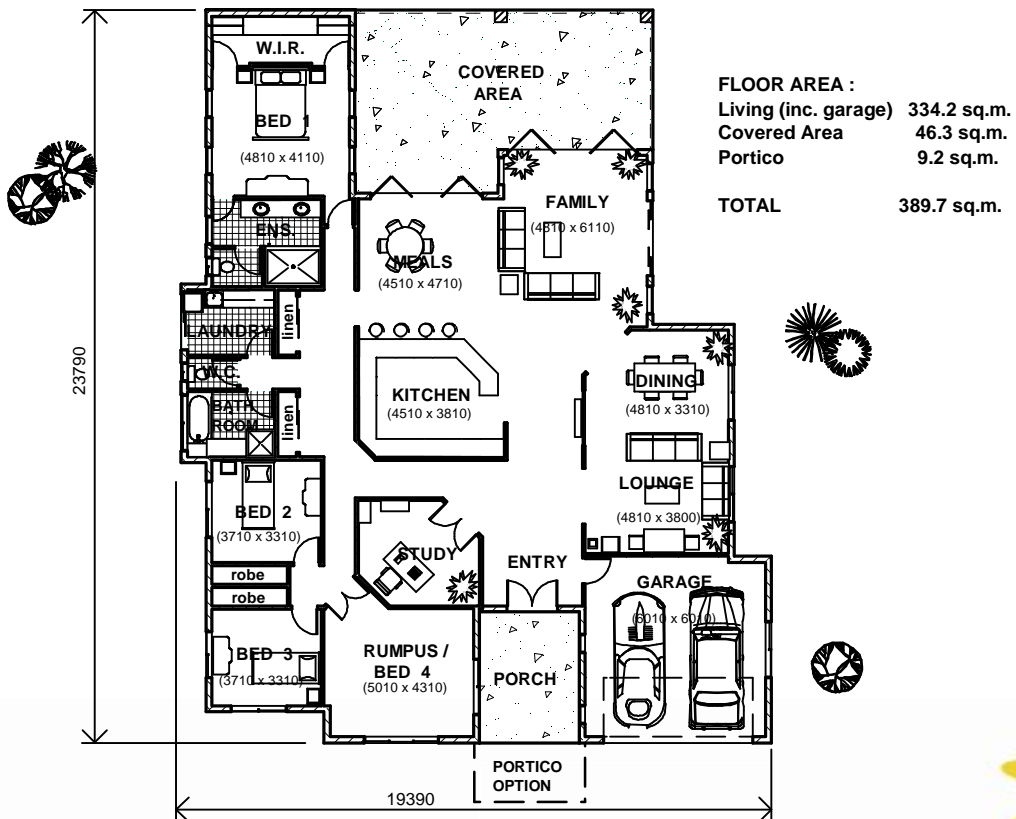 W.I.R.
COVERED
AREA
BED 1
(4810 x 4110)
ENS.
FAMILY
(4810 x 6110)
MEALS
(4510 x 4710)
FLOOR AREA :
Living (inc. garage) 334.2 sq.m.
Covered Area 46.3 sq.m.
Portico 9.2 sq.m.
TOTAL 389.7 sq.m.
23790
LAUNDRY
linen
W.C.
BATH
ROOM
linen
KITCHEN
(4510 x 3810)
DINING
(4810 x 3310)
LOUNGE
(4810 x 3800)
BED 2
(3710 x 3310)
robe
robe
STUDY
ENTRY
GARAGE
(6010 x 6010)
BED 3
(3710 x 3310)
RUMPUS /
BED 4
(5010 x 4310)
PORCH
PORTICO
OPTION
19390